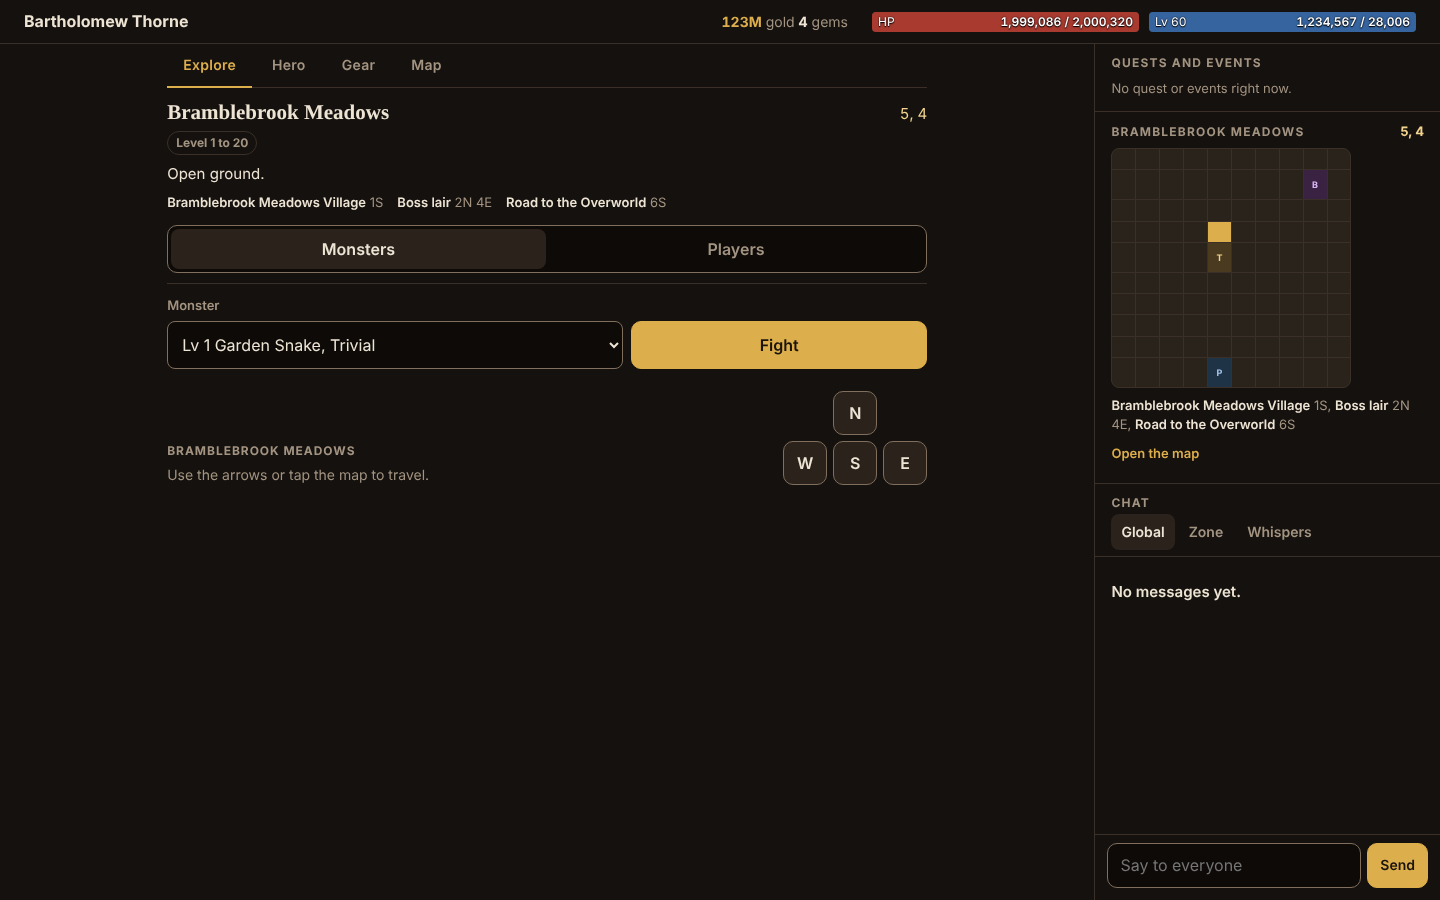 Bartholomew Thorne
123M gold 4 gems
HP 1,999,086 / 2,000,320
Lv 60 1,234,567 / 28,006
Explore Hero Gear Map
Bramblebrook Meadows 5, 4
Level 1 to 20
Open ground.
Bramblebrook Meadows Village 1S Boss lair 2N 4E Road to the Overworld 6S
Monsters Players
Monster
Lv 1 Garden Snake, Trivial
Fight
N
W S E
BRAMBLEBROOK MEADOWS
Use the arrows or tap the map to travel.
QUESTS AND EVENTS
No quest or events right now.
BRAMBLEBROOK MEADOWS 5, 4
B
T
P
Bramblebrook Meadows Village 1S, Boss lair 2N
4E, Road to the Overworld 6S
Open the map
CHAT
Global Zone Whispers
No messages yet.
Say to everyone
Send